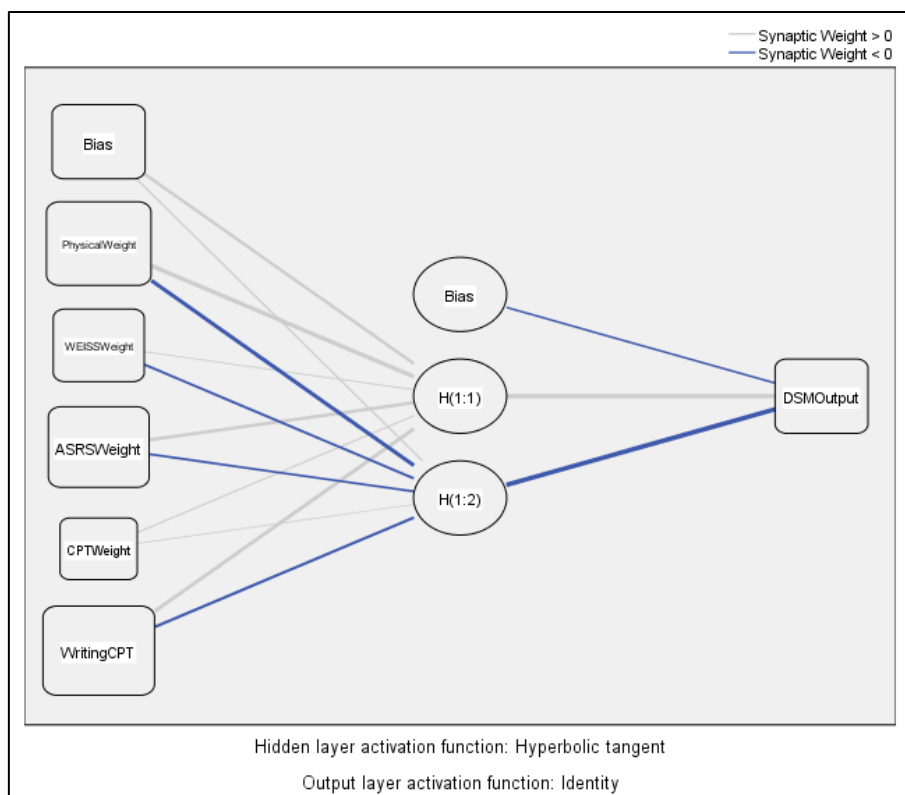 Synaptic Weight > 0
Synaptic Weight < 0
Bias
PhysicalWeight
WEISSWeight
ASRSWeight
CPTWeight
WritingCPT
Bias
H(1:1)
H(1:2)
DSMOutput
Hidden layer activation function: Hyperbolic tangent
Output layer activation function: Identity